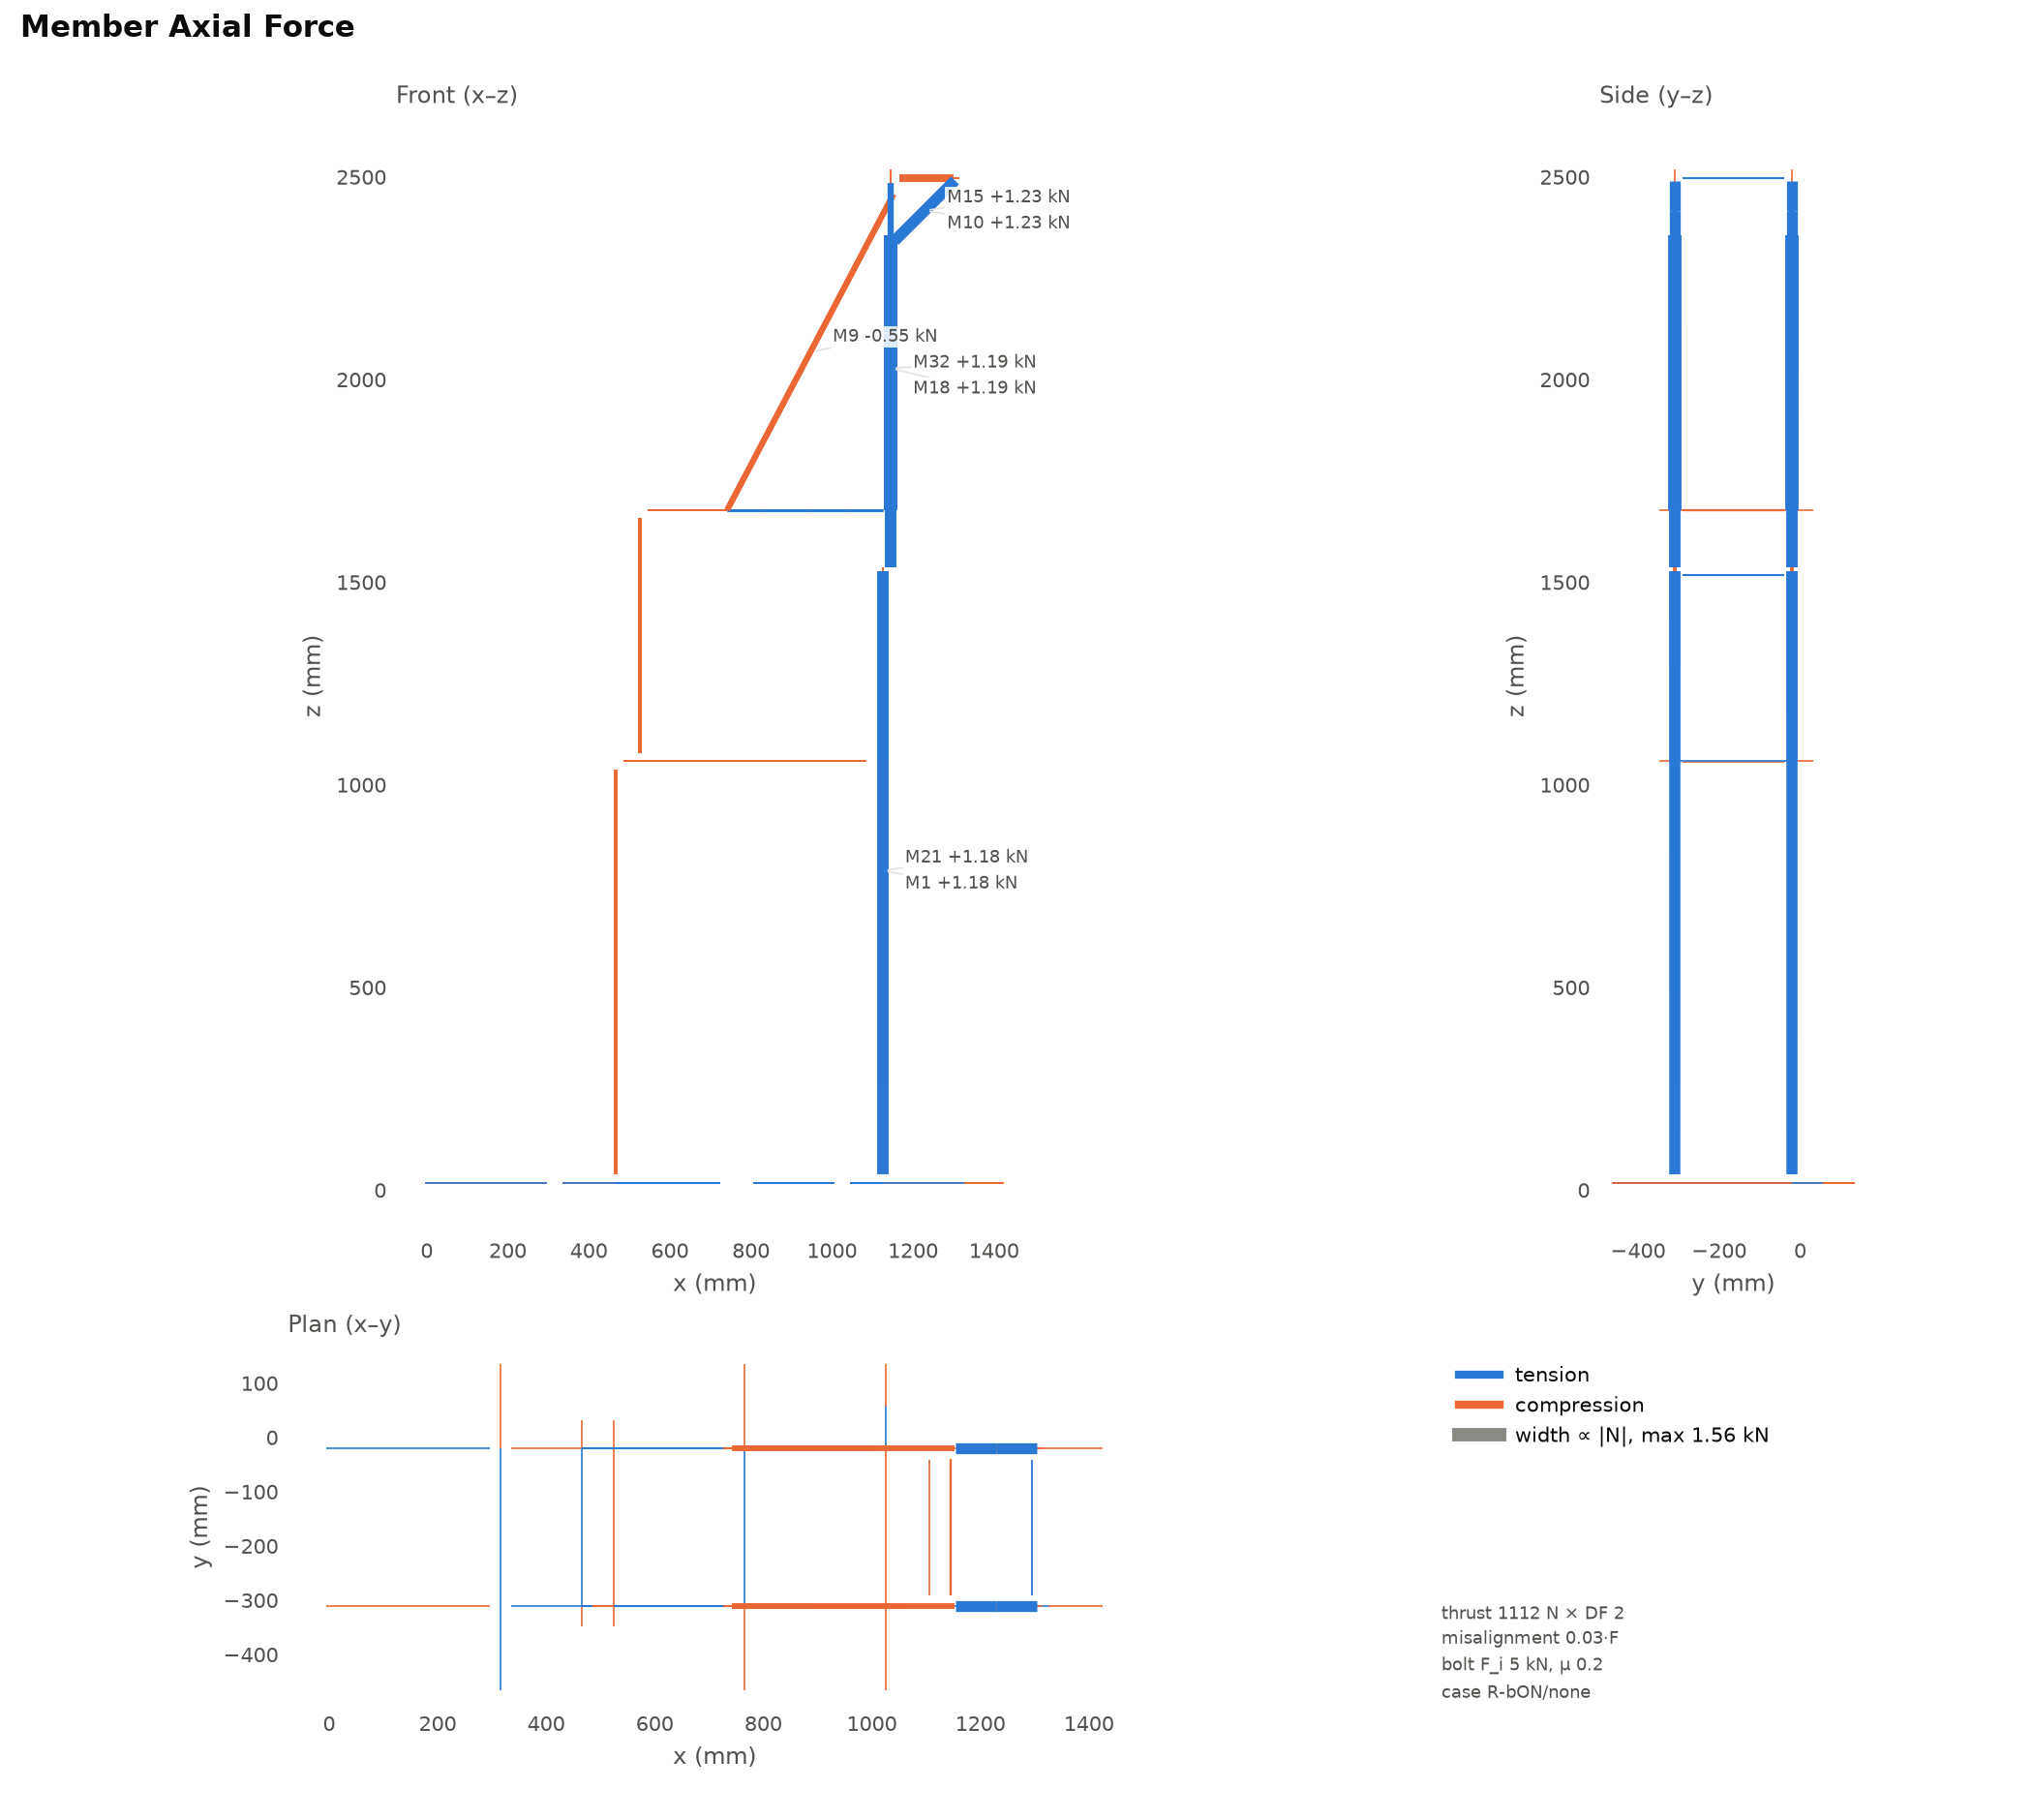 Member Axial Force
Front (x–z)
Side (y–z)
2500
2000
1500
1000
500
0
z (mm)
0 200 400 600 800 1000 1200 1400
x (mm)
M15 +1.23 kN
M10 +1.23 kN
M9 -0.55 kN
M32 +1.19 kN
M18 +1.19 kN
M21 +1.18 kN
M1 +1.18 kN
2500
2000
1500
1000
500
0
z (mm)
−400 −200 0
y (mm)
Plan (x–y)
100
0
−100
−200
−300
−400
y (mm)
0 200 400 600 800 1000 1200 1400
x (mm)
tension
compression
width ∝ |N|, max 1.56 kN
thrust 1112 N × DF 2
misalignment 0.03·F
bolt F_i 5 kN, μ 0.2
case R-bON/none